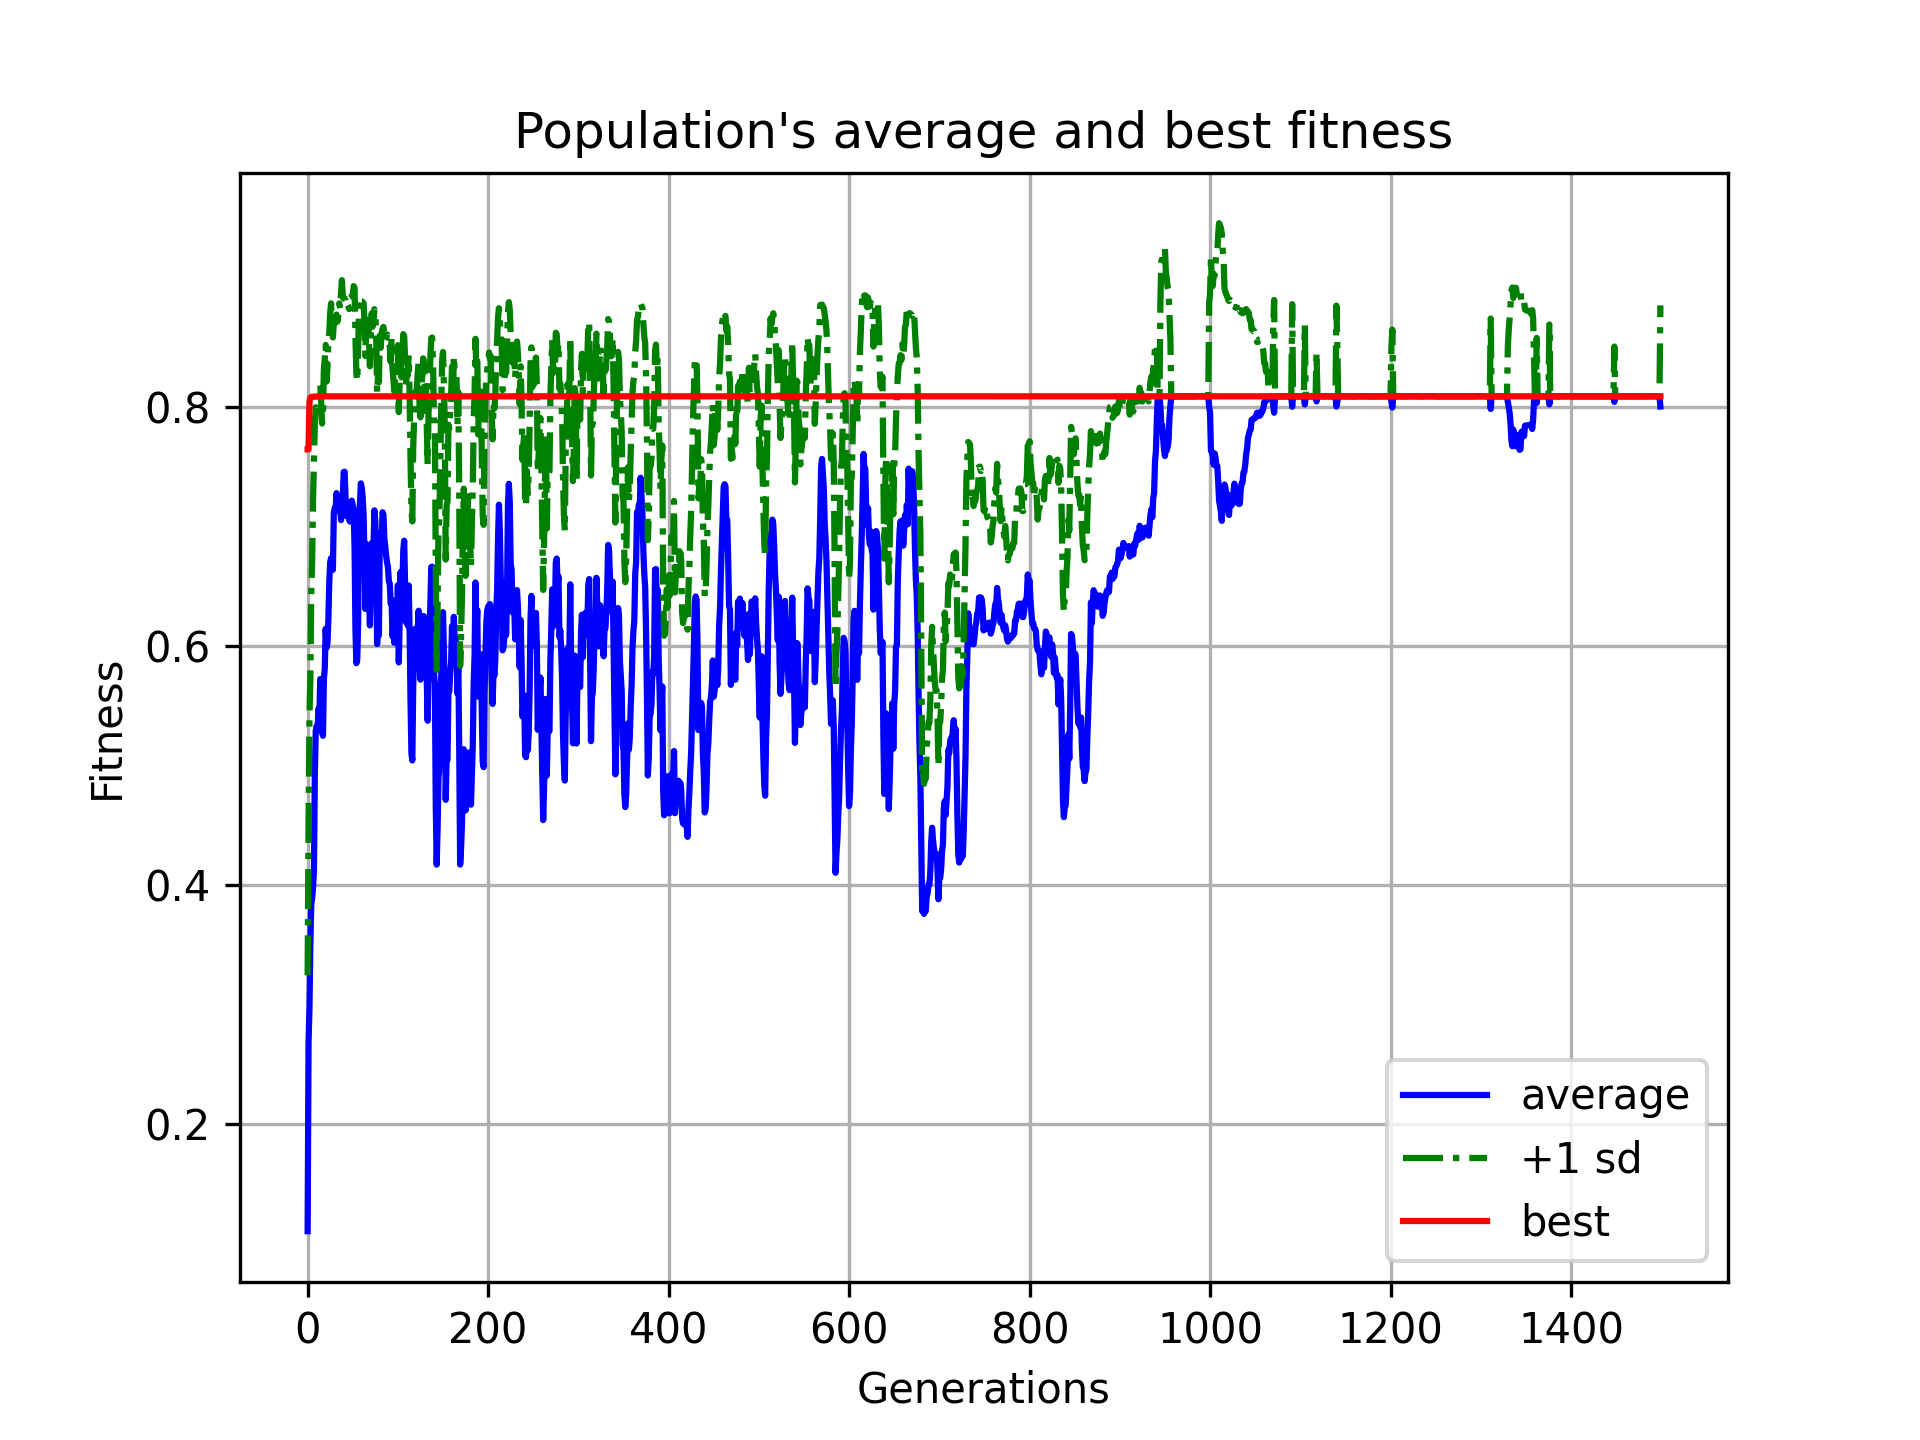 Population's average and best fitness
Fitness
0.8
0.6
0.4
0.2
0 200 400 600 800 1000 1200 1400
Generations
average
+1 sd
best